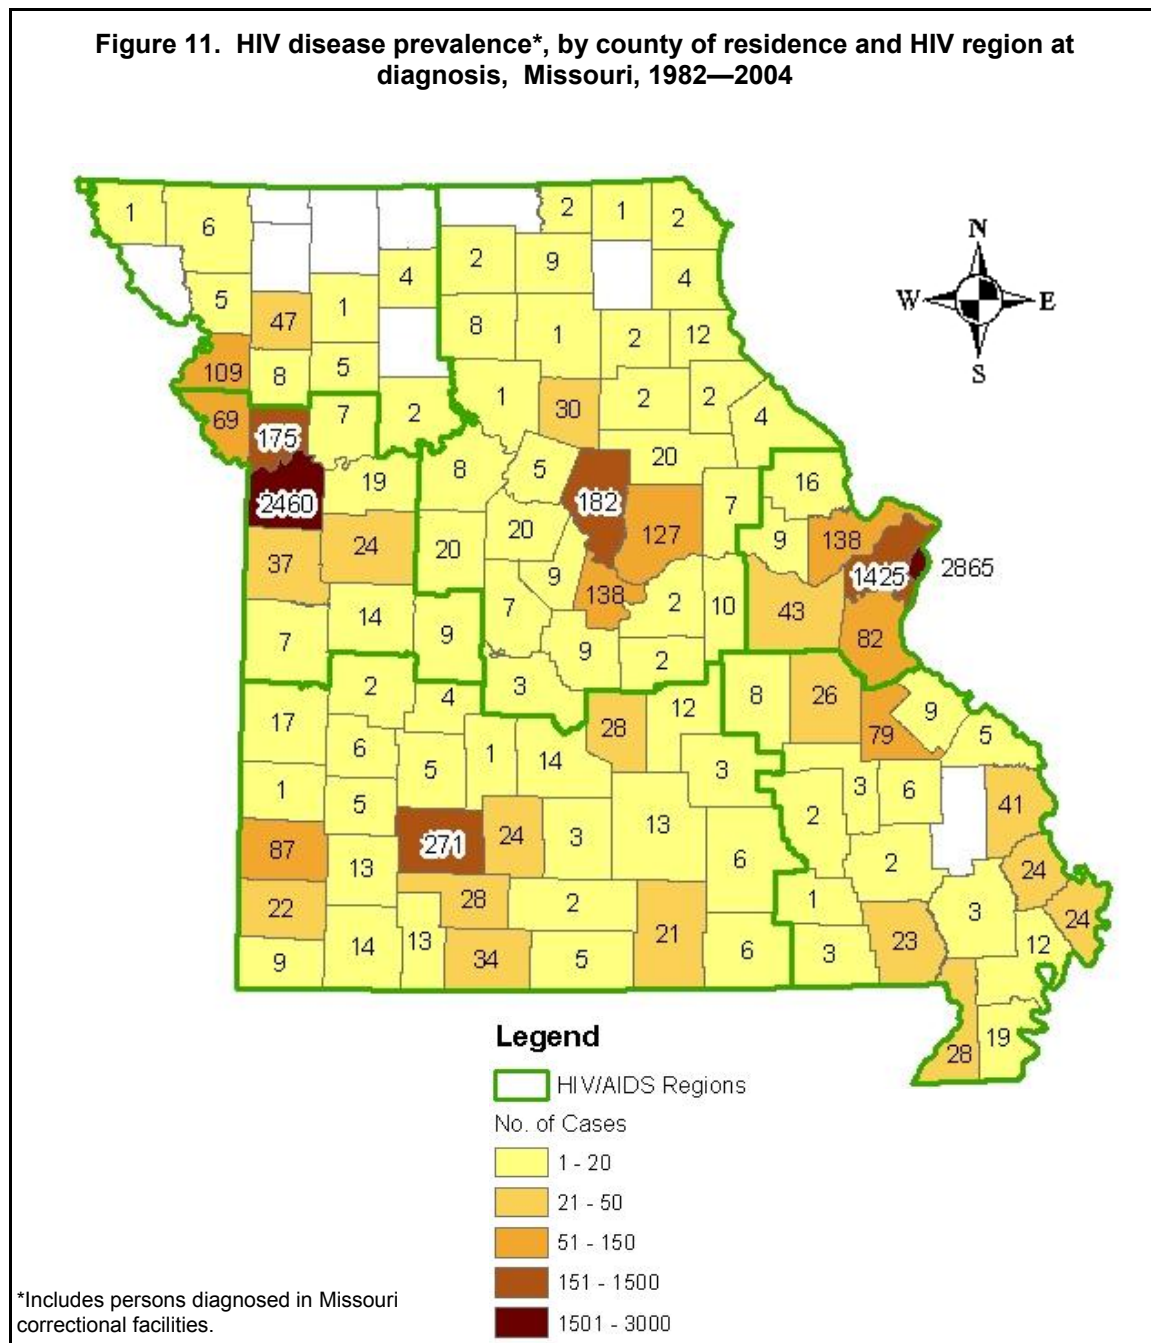 Figure 11.  HIV disease prevalence*, by county of residence and HIV region at
diagnosis,  Missouri, 1982—2004
N
W E
S
1 6 2 1 2
2 9 4 4
5 47 1 8 1 2 12
109 8 5 1 30 2 2 4
69 175 7 2
2460 19 8 5 182 20 7 16
37 24 20 20 127 9 138
1425 2865
7 14 9 7 9 138 2 10 43 82
9 2
17 2 4 3 28 12 8 26 79 9 5
6 5 1 14 3
1 5 2 3 6 41
87 13 271 24 3 13 6 2 24
22 28 2 21 1 3 24
9 14 13 34 5 6 3 23 12
28 19
Legend
HIV/AIDS Regions
No. of Cases
1 - 20
21 - 50
51 - 150
151 - 1500
1501 - 3000
*Includes persons diagnosed in Missouri
correctional facilities.